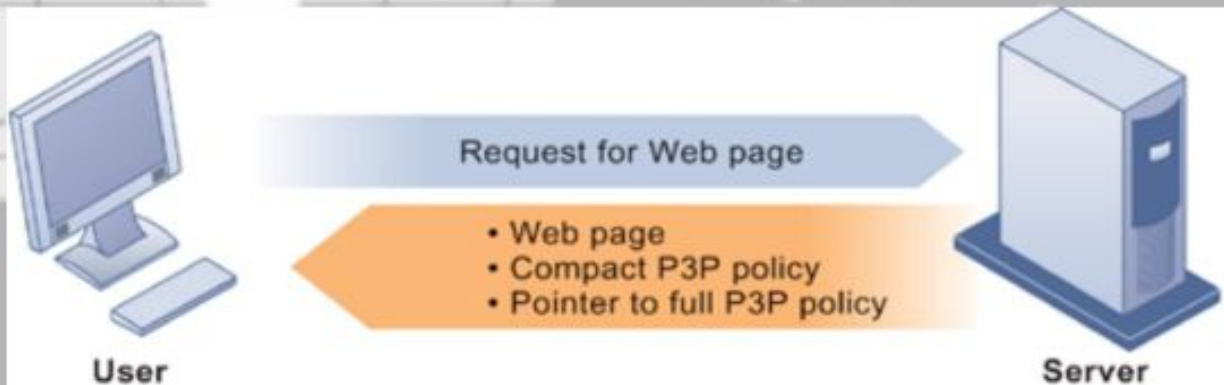 Request for Web page
• Web page
• Compact P3P policy
• Pointer to full P3P policy
User
Server